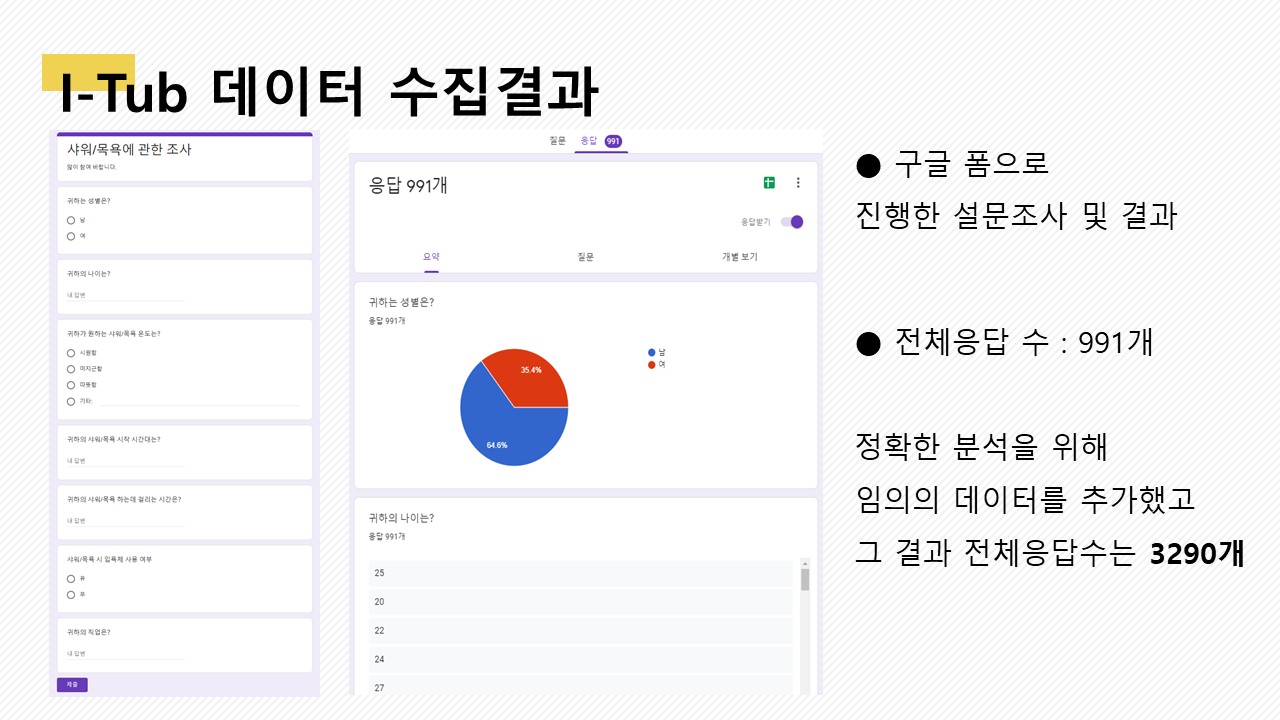 I-Tub 데이터 수집결과
샤워/목욕에 관한 조사
많이 참여 바랍니다.
귀하는 성별은?
남
여
귀하의 나이는?
내 답변
귀하가 원하는 샤워/목욕 온도는?
시원함
미지근함
따뜻함
기타:
귀하의 샤워/목욕 시작 시간대는?
내 답변
귀하의 샤워/목욕 하는데 걸리는 시간은?
내 답변
샤워/목욕 시 입욕제 사용 여부
유
무
귀하의 직업은?
내 답변
제출
질문 응답 991
응답 991개
응답받기
요약 질문 개별 보기
귀하는 성별은?
응답 991개
남
여
35.4%
64.6%
귀하의 나이는?
응답 991개
25
20
22
24
27
● 구글 폼으로
진행한 설문조사 및 결과
● 전체응답 수 : 991개
정확한 분석을 위해
임의의 데이터를 추가했고
그 결과 전체응답수는 3290개